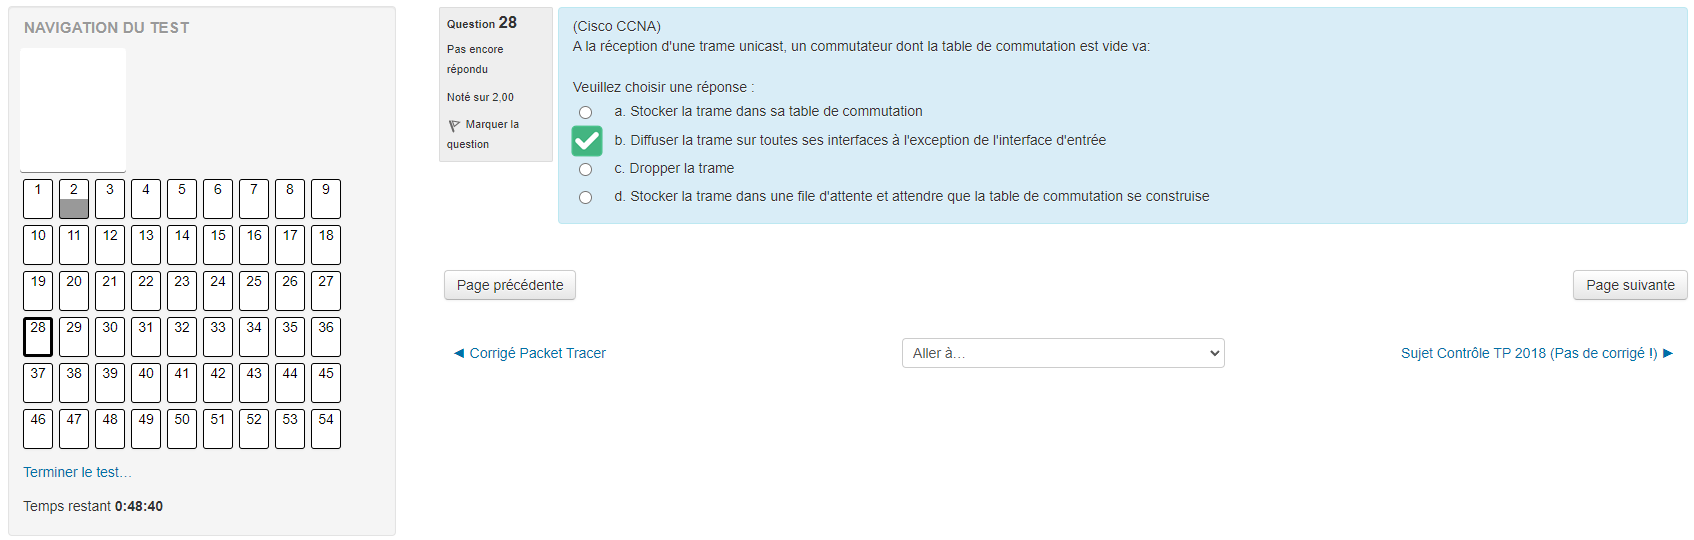 NAVIGATION DU TEST
1 2 3 4 5 6 7 8 9
10 11 12 13 14 15 16 17 18
19 20 21 22 23 24 25 26 27
28 29 30 31 32 33 34 35 36
37 38 39 40 41 42 43 44 45
46 47 48 49 50 51 52 53 54
Terminer le test...
Temps restant 0:48:40
Question 28
Pas encore
répondu
Noté sur 2,00
Marquer la
question
(Cisco CCNA)
A la réception d'une trame unicast, un commutateur dont la table de commutation est vide va:
Veuillez choisir une réponse :
a. Stocker la trame dans sa table de commutation
b. Diffuser la trame sur toutes ses interfaces à l'exception de l'interface d'entrée
c. Dropper la trame
d. Stocker la trame dans une file d'attente et attendre que la table de commutation se construise
Page précédente
Page suivante
◄ Corrigé Packet Tracer
Aller à...
Sujet Contrôle TP 2018 (Pas de corrigé !) ►